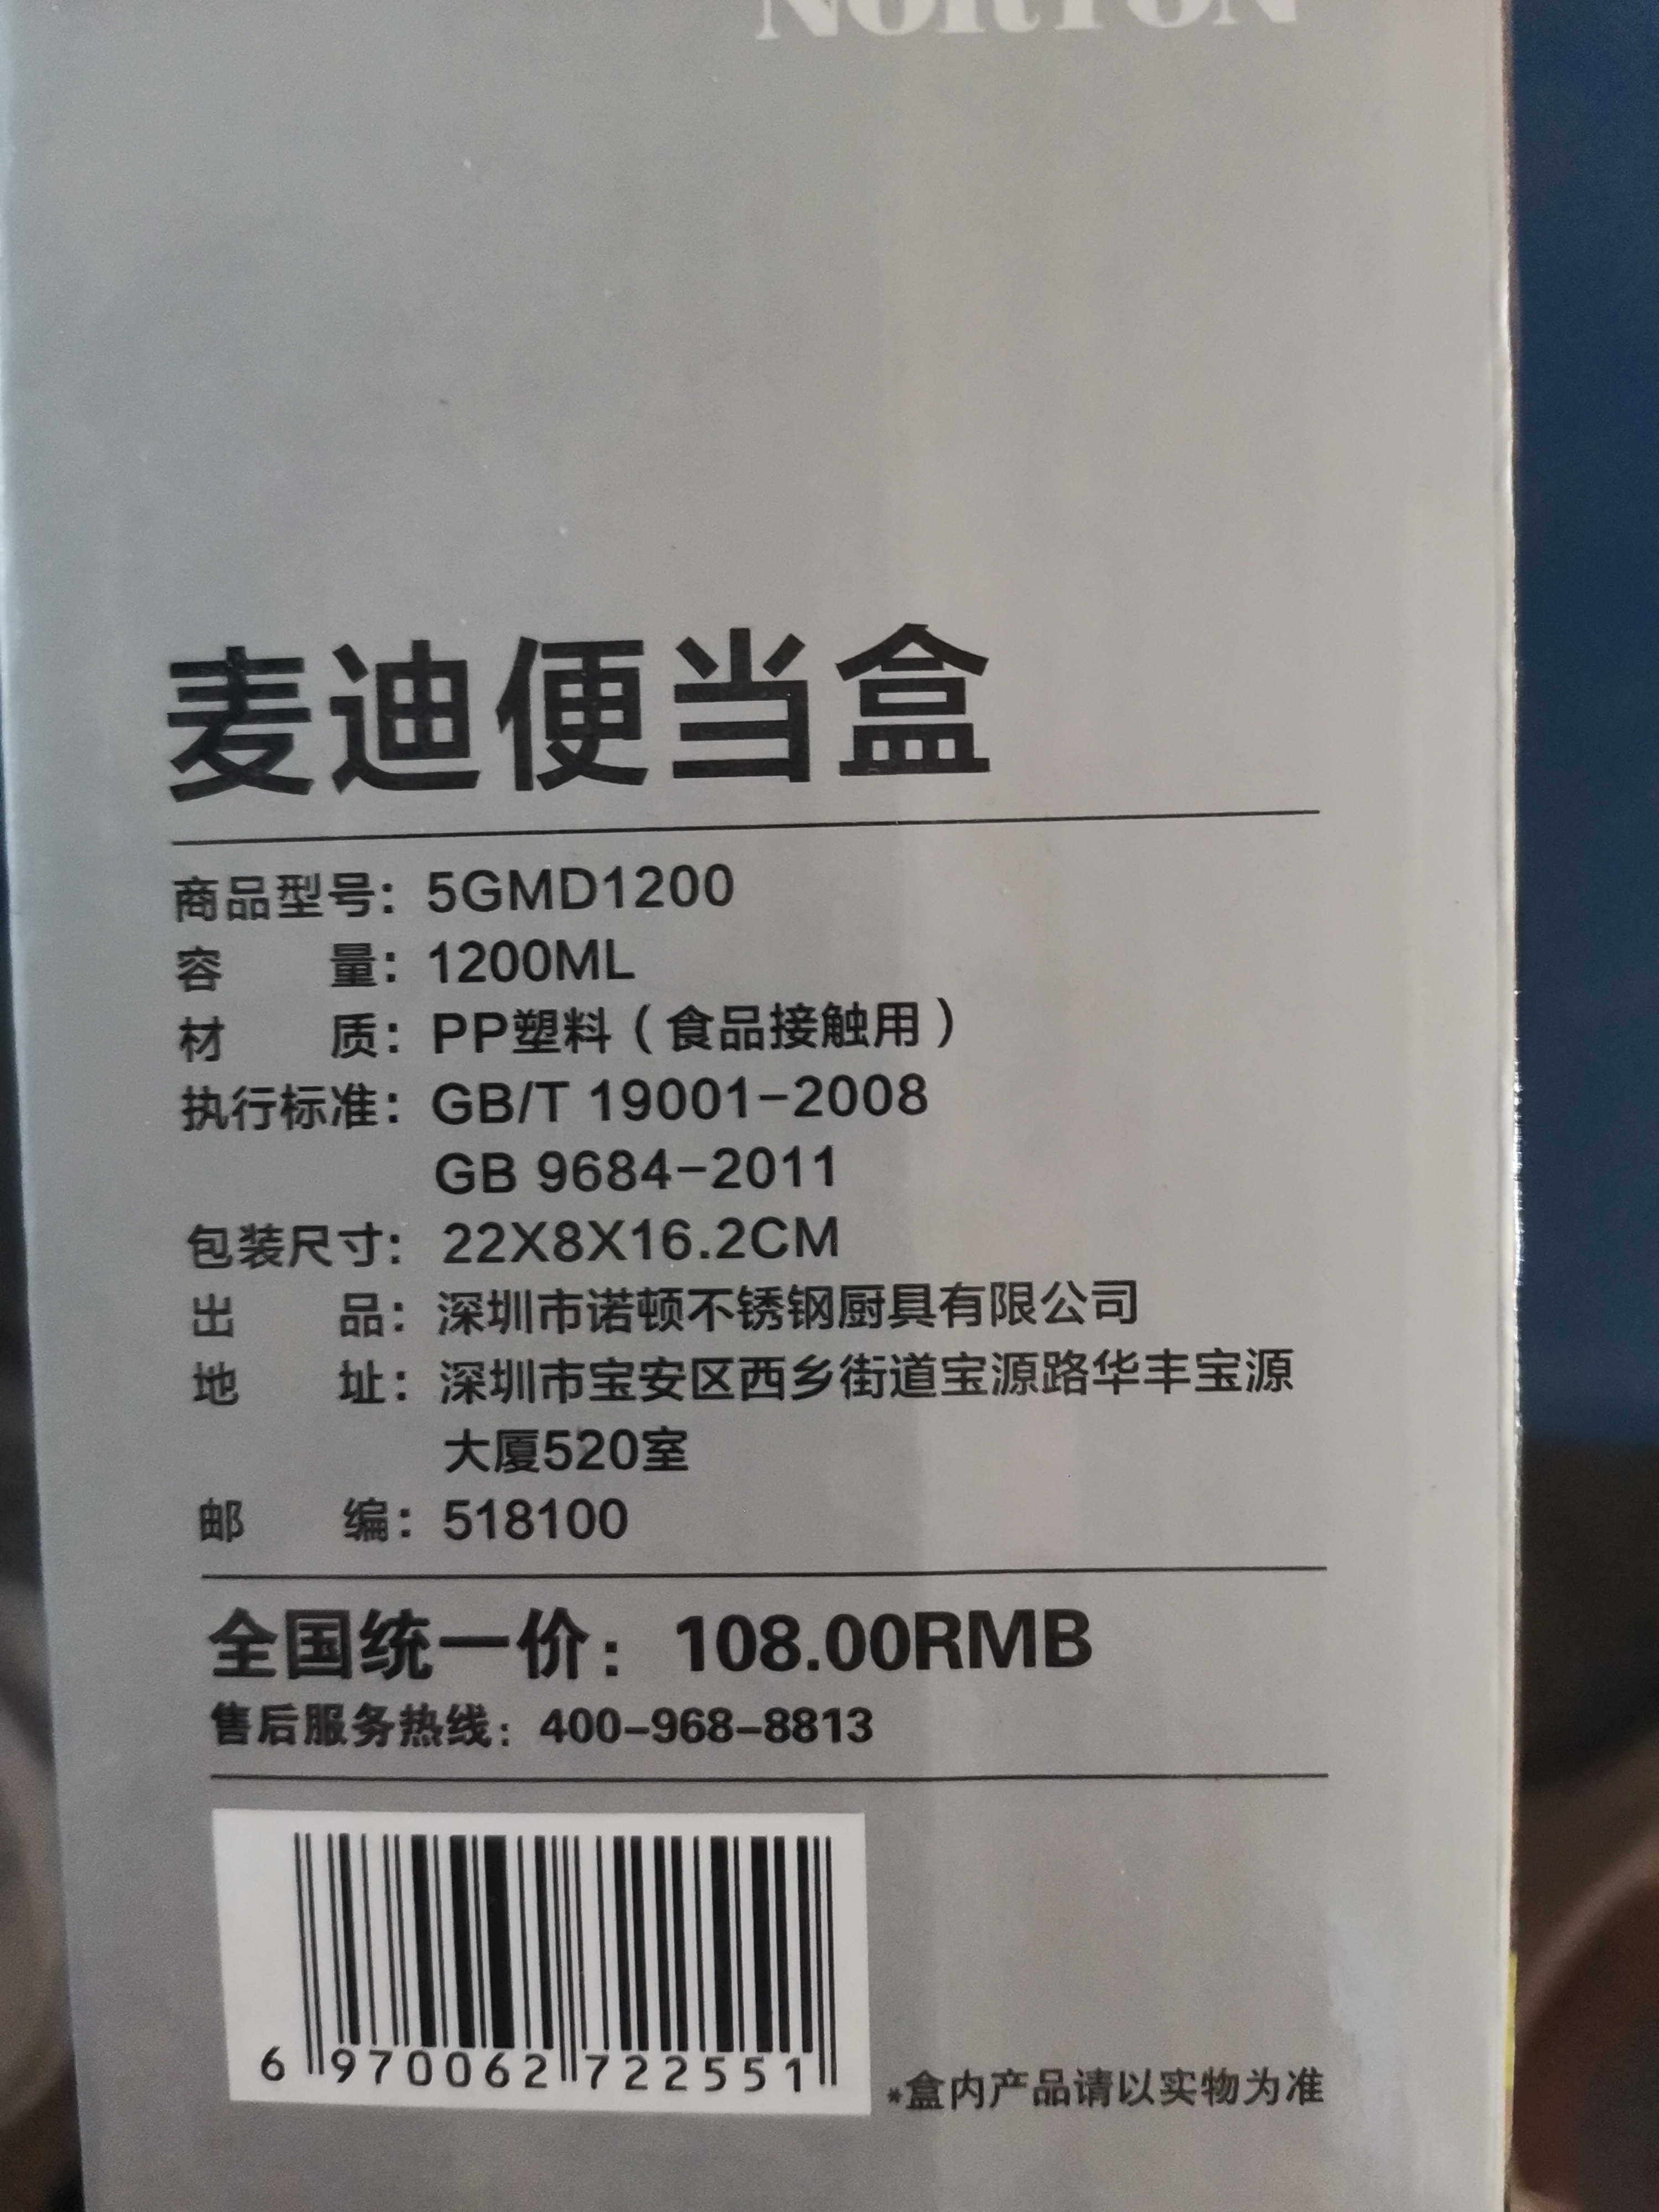 NORTON
麦迪便当盒
商品型号：5GMD1200
容 量：1200ML
材 质：PP塑料（食品接触用）
执行标准：GB/T 19001-2008
GB 9684-2011
包装尺寸：22X8X16.2CM
出 品：深圳市诺顿不锈钢厨具有限公司
地 址：深圳市宝安区西乡街道宝源路华丰宝源
大厦520室
邮 编：518100
全国统一价：108.00RMB
售后服务热线：400-968-8813
6 970062 722551
*盒内产品请以实物为准